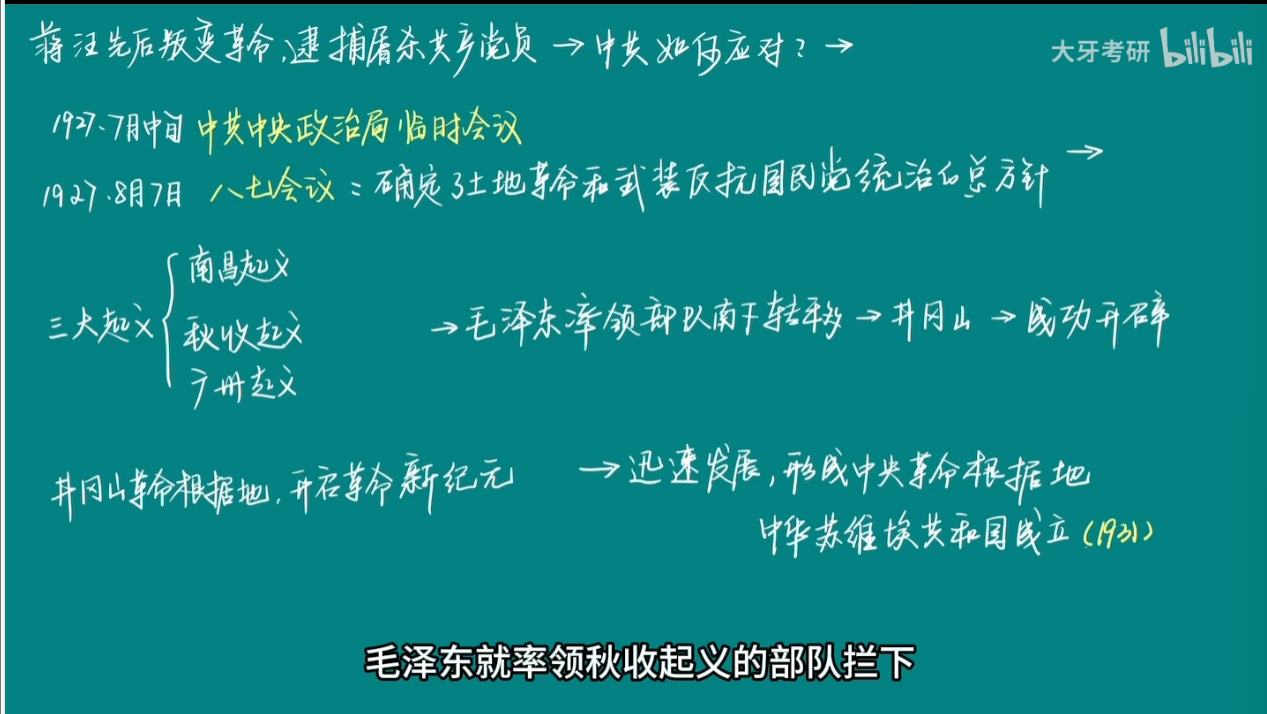 蒋汪先后叛变革命,逮捕屠杀共产党员→中共如何应对?→
大牙考研 bilibili
1927.7月中旬 中共中央政治局临时会议
1927.8月7日 八七会议:确定了土地革命和武装反抗国民党统治的总方针→
三大起义
南昌起义
秋收起义
广州起义
→毛泽东率领部队南下转移→井冈山→成功开辟
井冈山革命根据地,开启革命新纪元
→迅速发展,形成中央革命根据地
中华苏维埃共和国成立(1931)
毛泽东就率领秋收起义的部队拦下